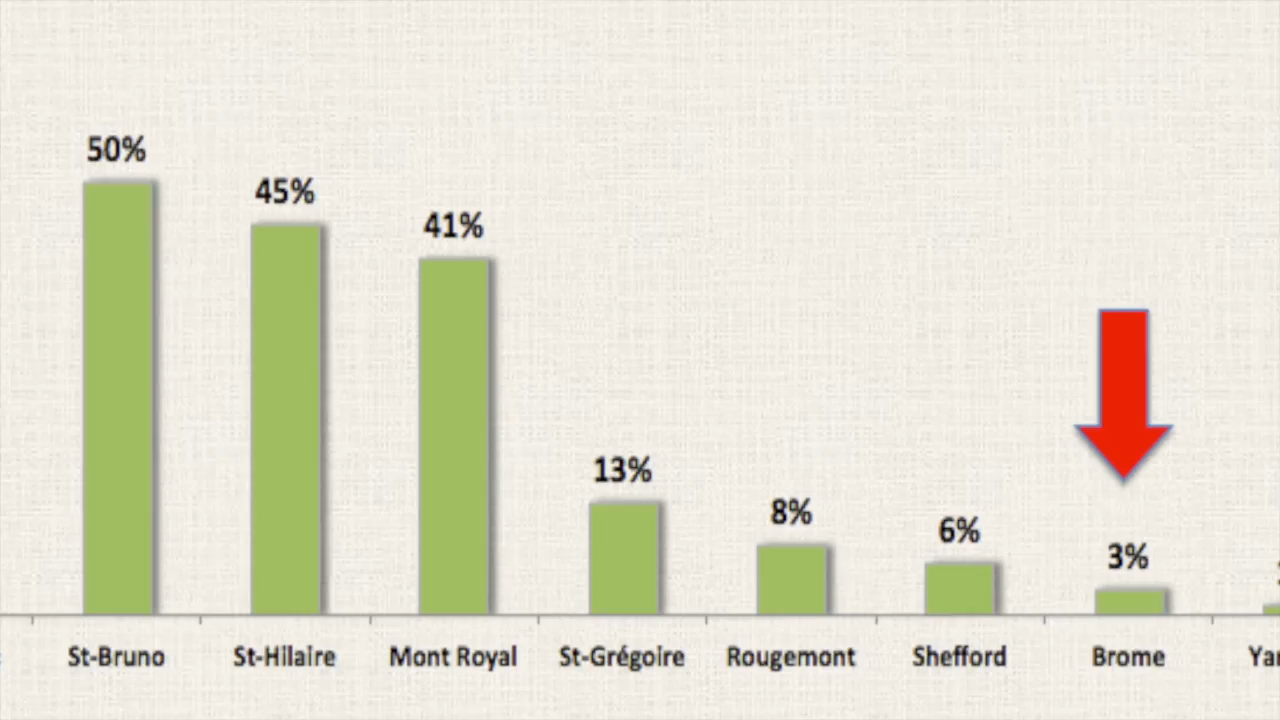 50%
45%
41%
13%
8%
6%
3%
St-Bruno
St-Hilaire
Mont Royal
St-Grégoire
Rougemont
Shefford
Brome